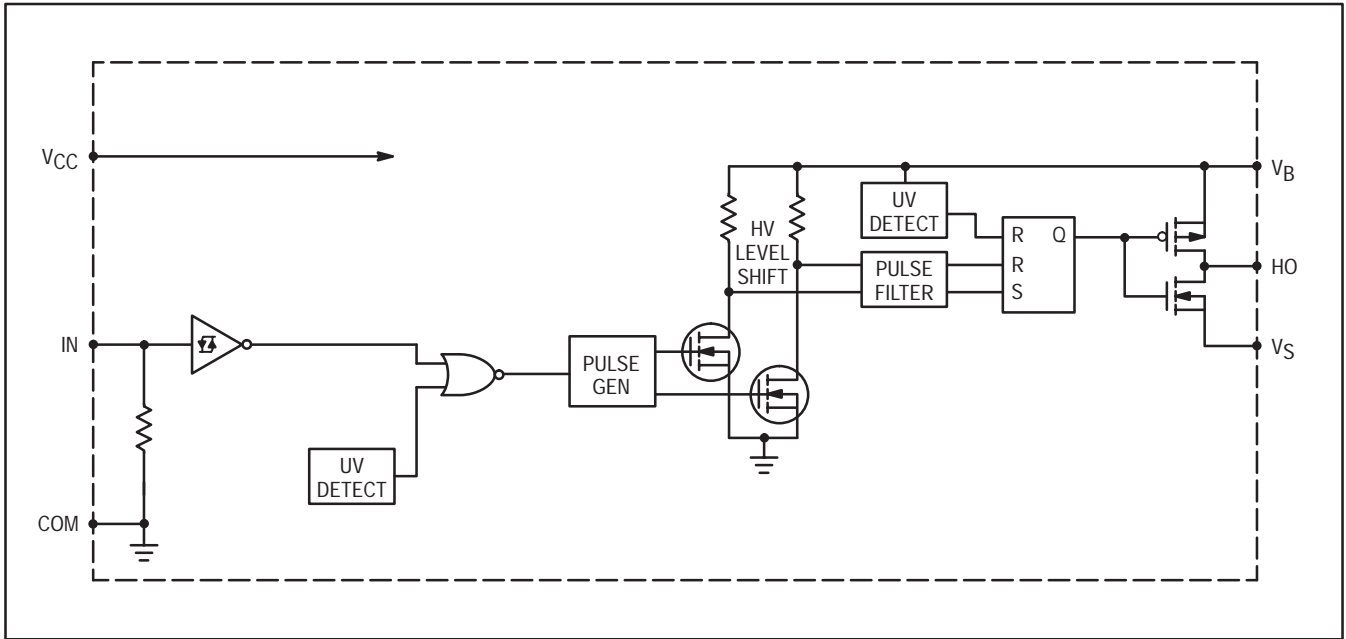 VCC
VB
UV
DETECT
HV
LEVEL
SHIFT
R Q
R
S
PULSE
FILTER
HO
IN
VS
PULSE
GEN
UV
DETECT
COM